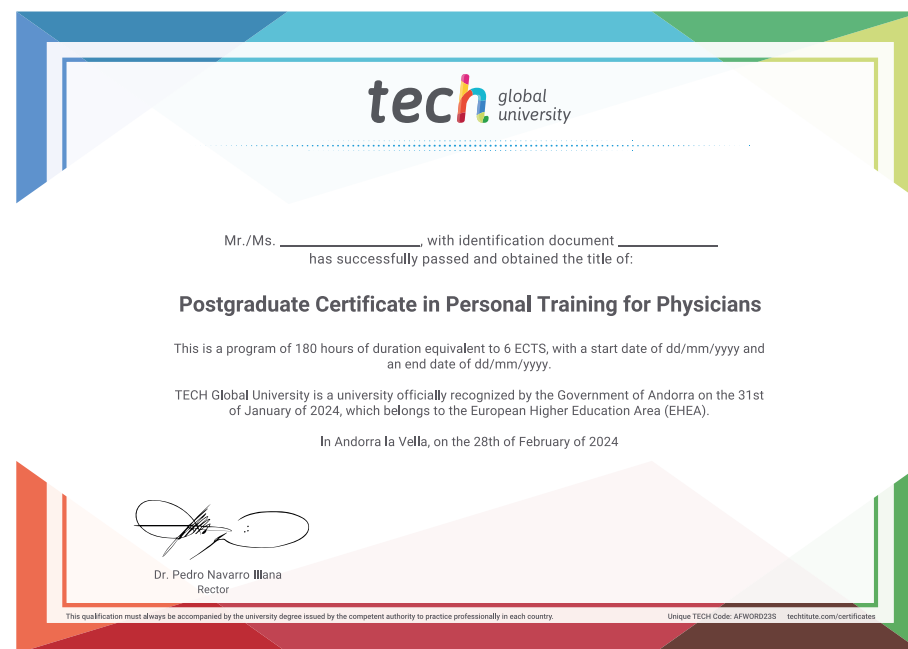 tech global university
Mr./Ms. ____________________, with identification document ______________
has successfully passed and obtained the title of:
Postgraduate Certificate in Personal Training for Physicians
This is a program of 180 hours of duration equivalent to 6 ECTS, with a start date of dd/mm/yyyy and
an end date of dd/mm/yyyy.
TECH Global University is a university officially recognized by the Government of Andorra on the 31st
of January of 2024, which belongs to the European Higher Education Area (EHEA).
In Andorra la Vella, on the 28th of February of 2024
Dr. Pedro Navarro Illana
Rector
This qualification must always be accompanied by the university degree issued by the competent authority to practice professionally in each country.
Unique TECH Code: AFWORD23S techtitute.com/certificates